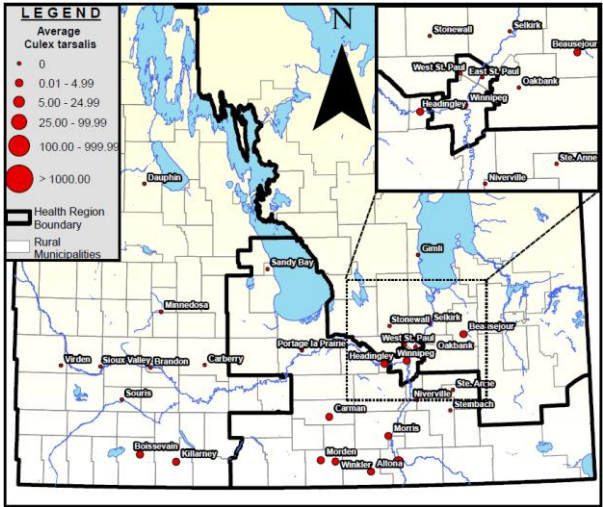 LEGEND
Average
Culex tarsalis
0
0.01 - 4.99
5.00 - 24.99
25.00 - 99.99
100.00 - 999.99
> 1000.00
Health Region
Boundary
Rural
Municipalities
N
Stonewall
Selkirk
Beausejour
West St. Paul
East St. Paul
Oakbank
Headingley
Winnipeg
Ste. Anne
Niverville
Dauphin
Gimli
Sandy Bay
Minnedosa
Stonewall
Selkirk
Beausejour
West St. Paul
Portage la Prairie
Oakbank
Headingley
Winnipeg
Virden
Sioux Valley
Brandon
Carberry
Ste. Anne
Niverville
Souris
Steinbach
Carman
Morris
Boissevain
Killarney
Morden
Winkler
Altona